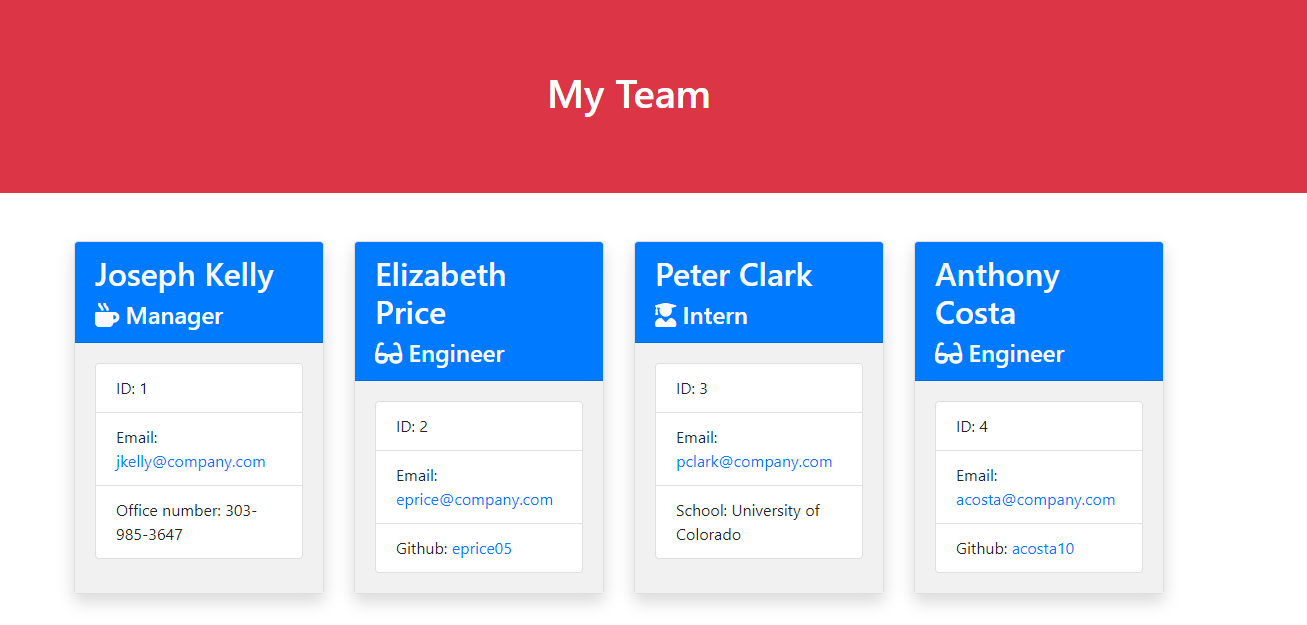 My Team
Joseph Kelly
Manager
ID: 1
Email:
jkelly@company.com
Office number: 303-
985-3647
Elizabeth
Price
Engineer
ID: 2
Email:
eprice@company.com
Github: eprice05
Peter Clark
Intern
ID: 3
Email:
pclark@company.com
School: University of
Colorado
Anthony
Costa
Engineer
ID: 4
Email:
acosta@company.com
Github: acosta10